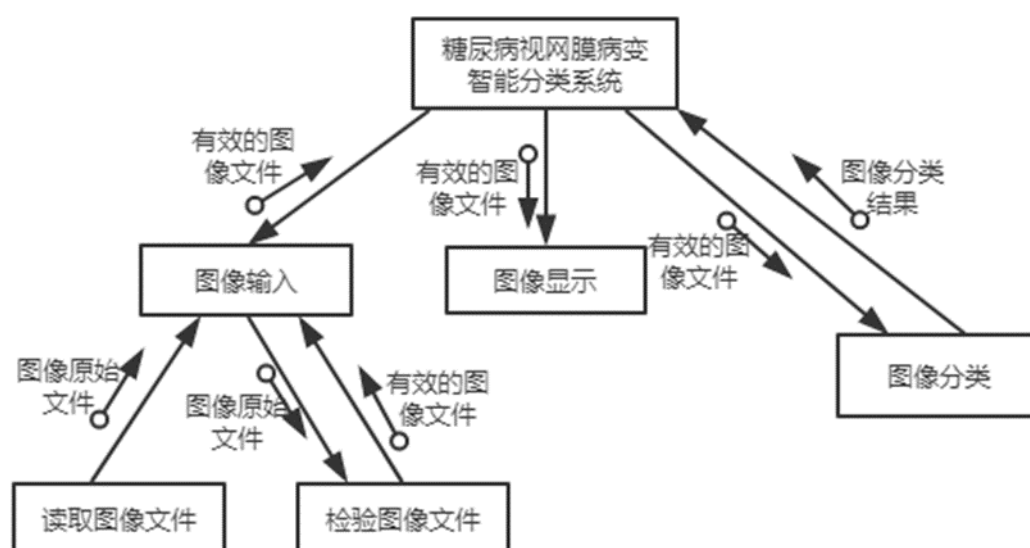 糖尿病视网膜病变
智能分类系统
有效的图
像文件
有效的图
像文件
图像分类
结果
有效的图
像文件
图像输入
图像显示
图像分类
图像原始
文件
图像原始
文件
有效的图
像文件
读取图像文件
检验图像文件